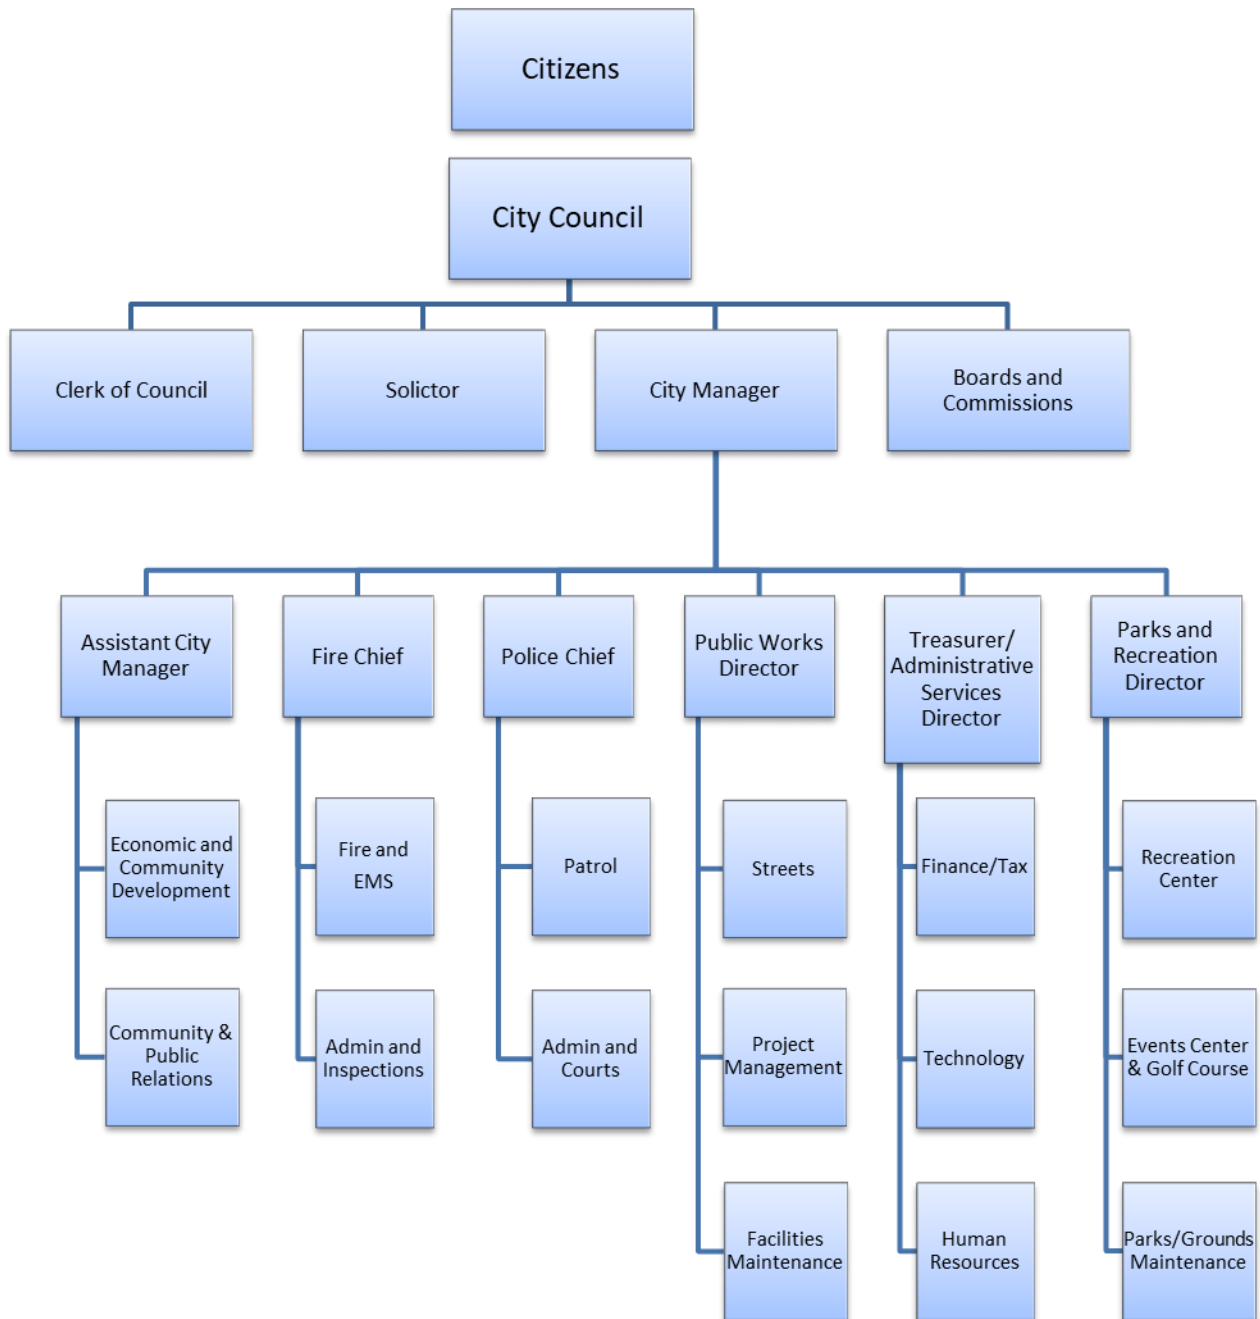 Citizens
City Council
Clerk of Council
Solictor
City Manager
Boards and
Commissions
Assistant City
Manager
Fire Chief
Police Chief
Public Works
Director
Treasurer/
Administrative
Services
Director
Parks and
Recreation
Director
Economic and
Community
Development
Fire and
EMS
Patrol
Streets
Finance/Tax
Recreation
Center
Community &
Public
Relations
Admin and
Inspections
Admin and
Courts
Project
Management
Technology
Events Center
& Golf Course
Facilities
Maintenance
Human
Resources
Parks/Grounds
Maintenance